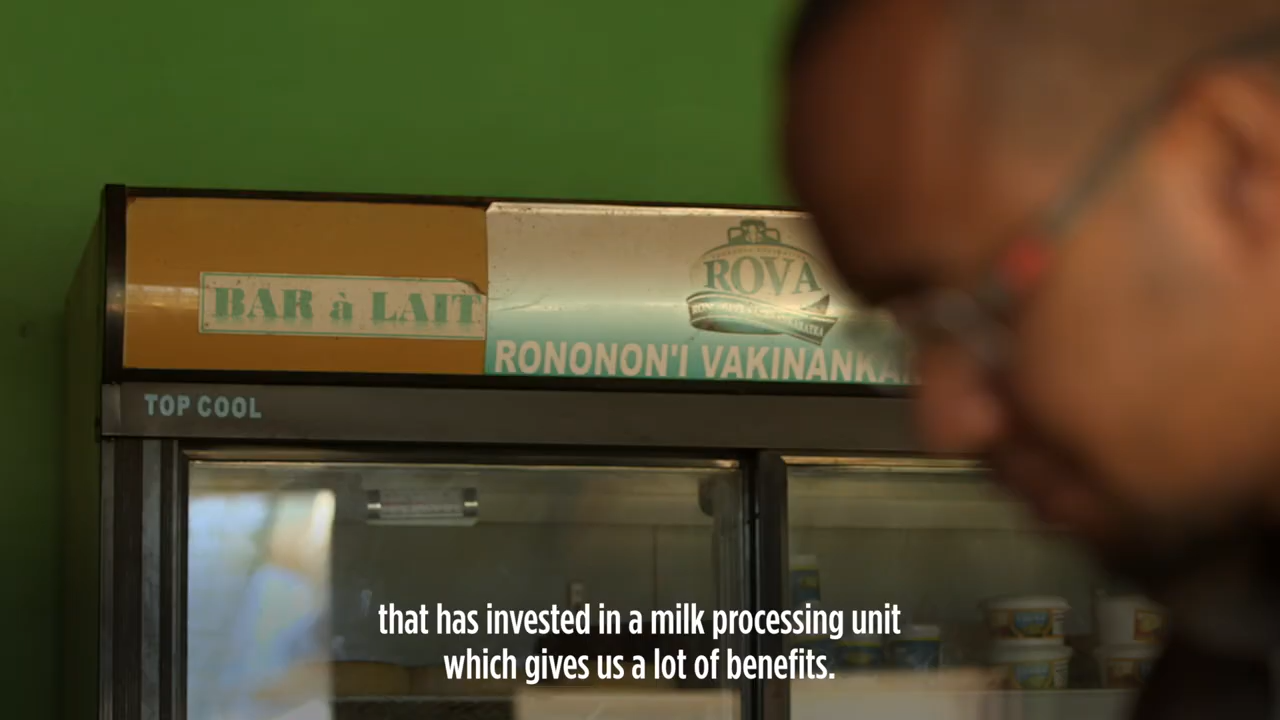 BAR à LAIT
ROVA
RONONON'I VAKINANKA
TOP COOL
that has invested in a milk processing unit
which gives us a lot of benefits.